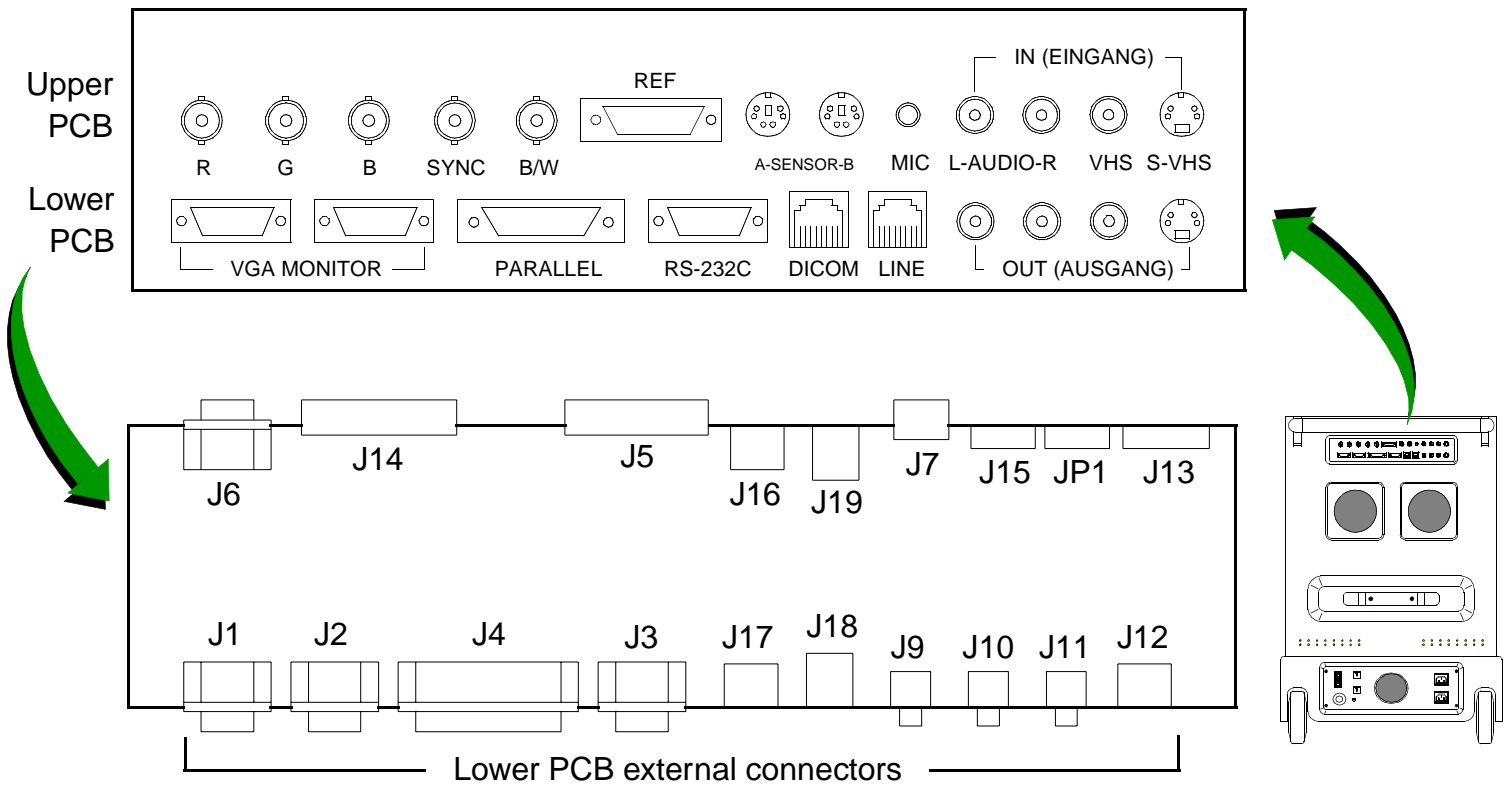 IN (EINGANG)
Upper
PCB
REF
R G B SYNC B/W A-SENSOR-B MIC L-AUDIO-R VHS S-VHS
Lower
PCB
VGA MONITOR PARALLEL RS-232C DICOM LINE OUT (AUSGANG)
J6 J14 J5 J16 J19 J7 J15 JP1 J13
J1 J2 J4 J3 J17 J18 J9 J10 J11 J12
Lower PCB external connectors